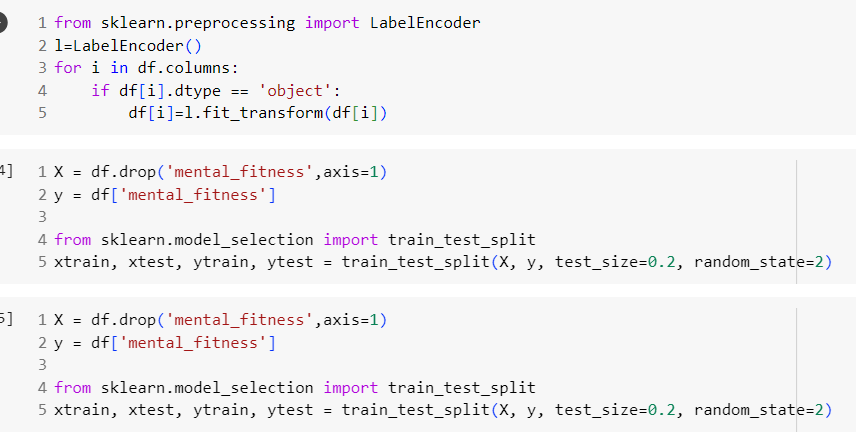 1 from sklearn.preprocessing import LabelEncoder
2 l=LabelEncoder()
3 for i in df.columns:
4     if df[i].dtype == 'object':
5         df[i]=l.fit_transform(df[i])
4]
1 X = df.drop('mental_fitness',axis=1)
2 y = df['mental_fitness']
3
4 from sklearn.model_selection import train_test_split
5 xtrain, xtest, ytrain, ytest = train_test_split(X, y, test_size=0.2, random_state=2)
5]
1 X = df.drop('mental_fitness',axis=1)
2 y = df['mental_fitness']
3
4 from sklearn.model_selection import train_test_split
5 xtrain, xtest, ytrain, ytest = train_test_split(X, y, test_size=0.2, random_state=2)